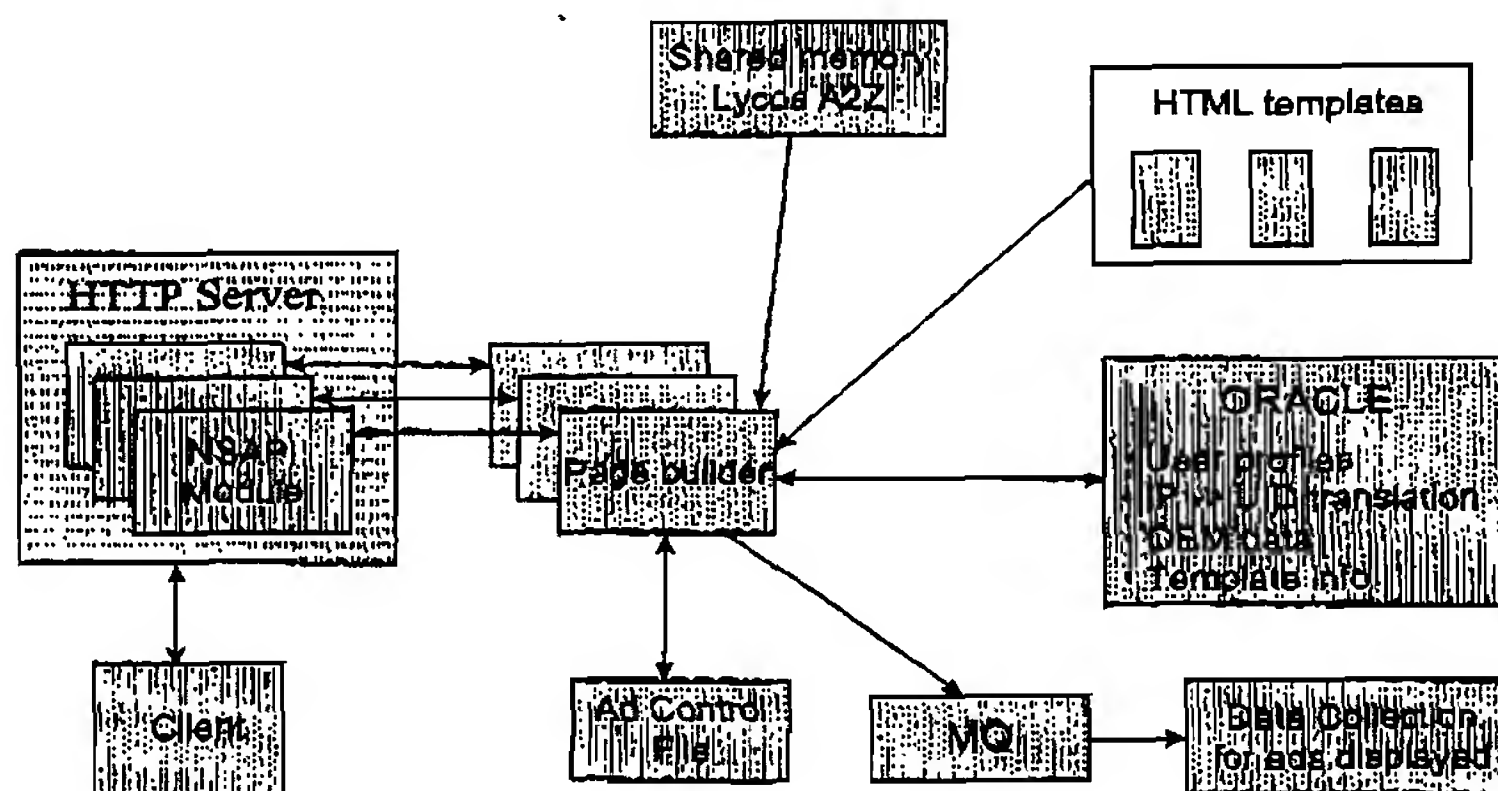 Shared memory
Lycos A2Z
HTML templates
HTTP Server
NSAPI
Module
Page builder
ORACLE
User profiles
translation
data
Template info.
Client
Ad Control
File
MQ
Data Collection
for ads displayed